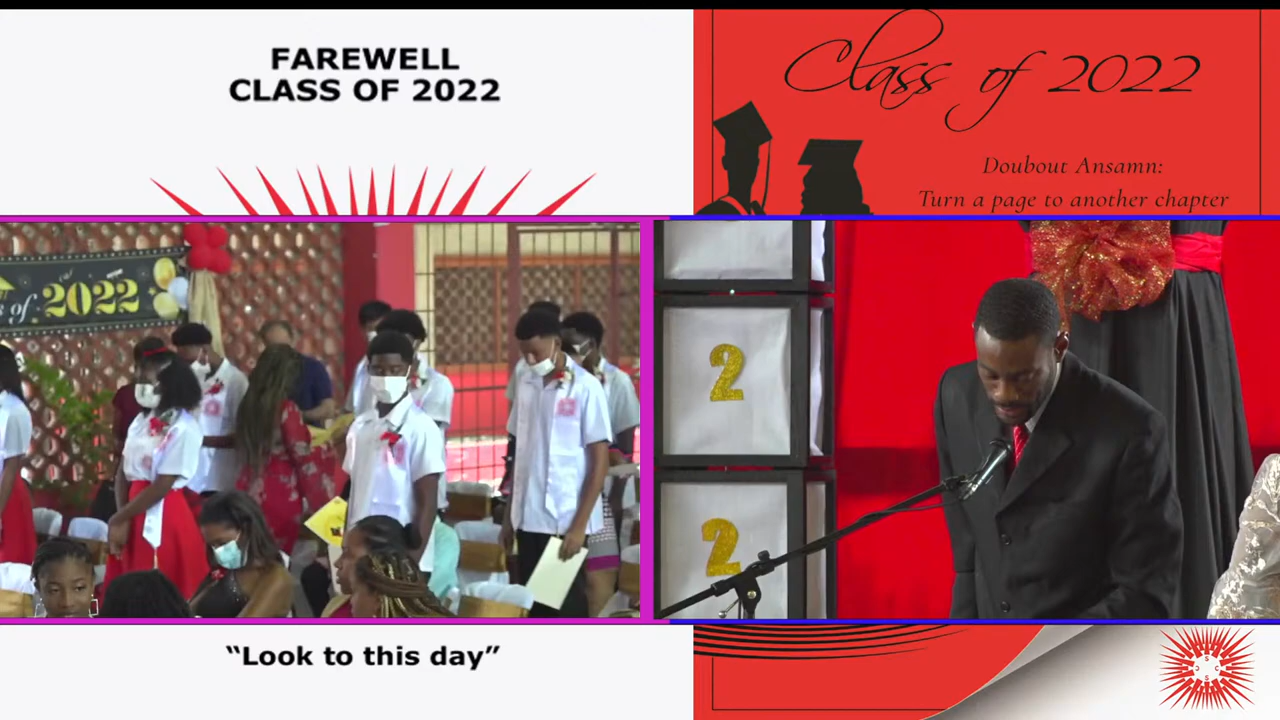 FAREWELL
CLASS OF 2022
Class of 2022
Doubout Ansamn:
Turn a page to another chapter
of 2022
2
2
“Look to this day”